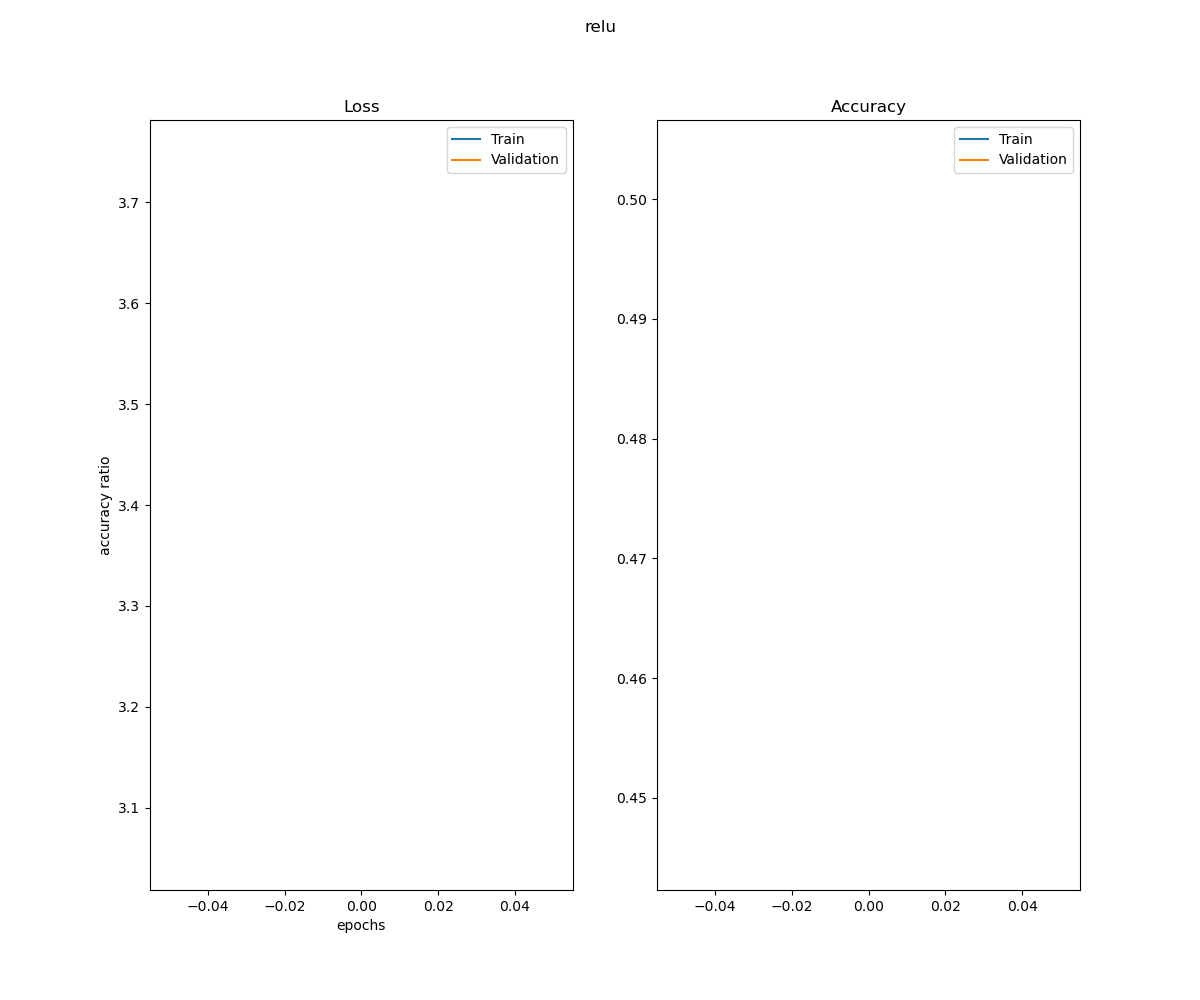 relu
Loss
Train
Validation
3.7
3.6
3.5
3.4
3.3
3.2
3.1
accuracy ratio
−0.04 −0.02 0.00 0.02 0.04
epochs
Accuracy
Train
Validation
0.50
0.49
0.48
0.47
0.46
0.45
−0.04 −0.02 0.00 0.02 0.04